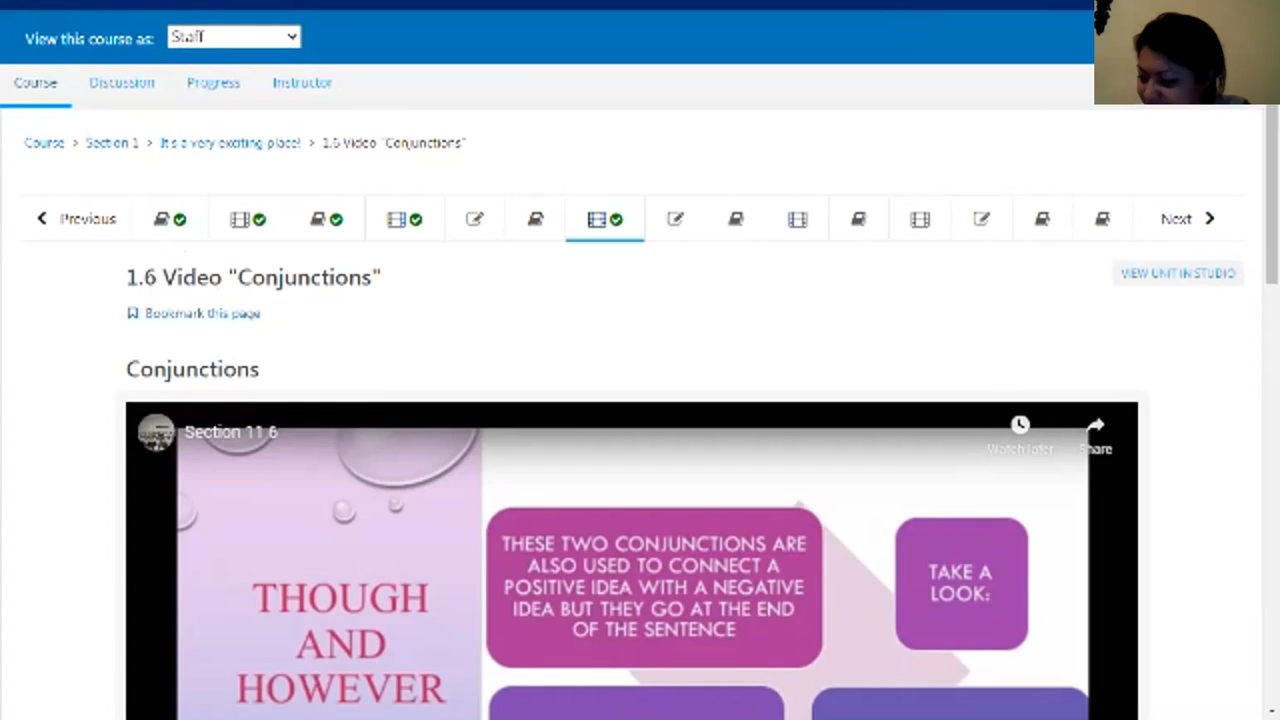 View this course as: Staff
Course Discussion Progress Instructor
Course > Section 1 > It's a very exciting place! > 1.6 Video "Conjunctions"
Previous Next
1.6 Video "Conjunctions"
VIEW UNIT IN STUDIO
Bookmark this page
Conjunctions
Section 11 6
Watch later Share
THOUGH
AND
HOWEVER
THESE TWO CONJUNCTIONS ARE
ALSO USED TO CONNECT A
POSITIVE IDEA WITH A NEGATIVE
IDEA BUT THEY GO AT THE END
OF THE SENTENCE
TAKE A
LOOK: